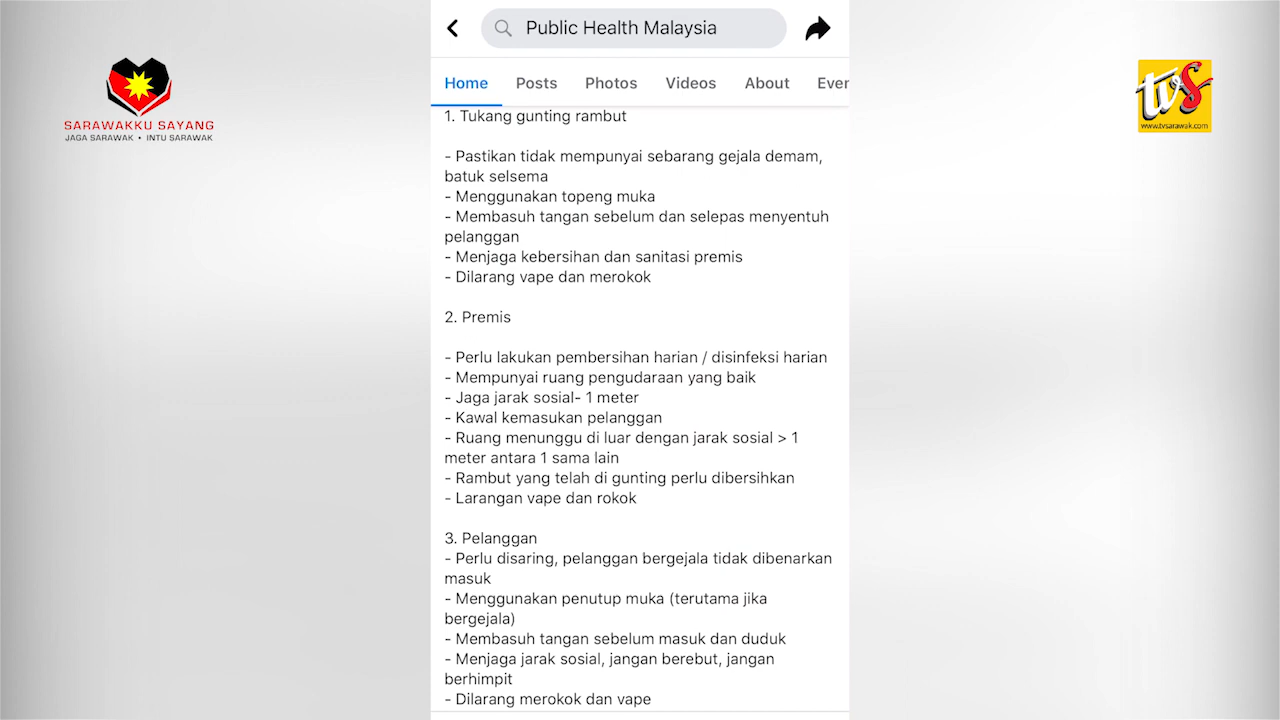 Public Health Malaysia
Home Posts Photos Videos About Ever
SARAWAKKU SAYANG
JAGA SARAWAK • INTU SARAWAK
tvS
www.tvsarawak.com
1. Tukang gunting rambut
- Pastikan tidak mempunyai sebarang gejala demam,
batuk selsema
- Menggunakan topeng muka
- Membasuh tangan sebelum dan selepas menyentuh
pelanggan
- Menjaga kebersihan dan sanitasi premis
- Dilarang vape dan merokok
2. Premis
- Perlu lakukan pembersihan harian / disinfeksi harian
- Mempunyai ruang pengudaraan yang baik
- Jaga jarak sosial- 1 meter
- Kawal kemasukan pelanggan
- Ruang menunggu di luar dengan jarak sosial > 1
meter antara 1 sama lain
- Rambut yang telah di gunting perlu dibersihkan
- Larangan vape dan rokok
3. Pelanggan
- Perlu disaring, pelanggan bergejala tidak dibenarkan
masuk
- Menggunakan penutup muka (terutama jika
bergejala)
- Membasuh tangan sebelum masuk dan duduk
- Menjaga jarak sosial, jangan berebut, jangan
berhimpit
- Dilarang merokok dan vape